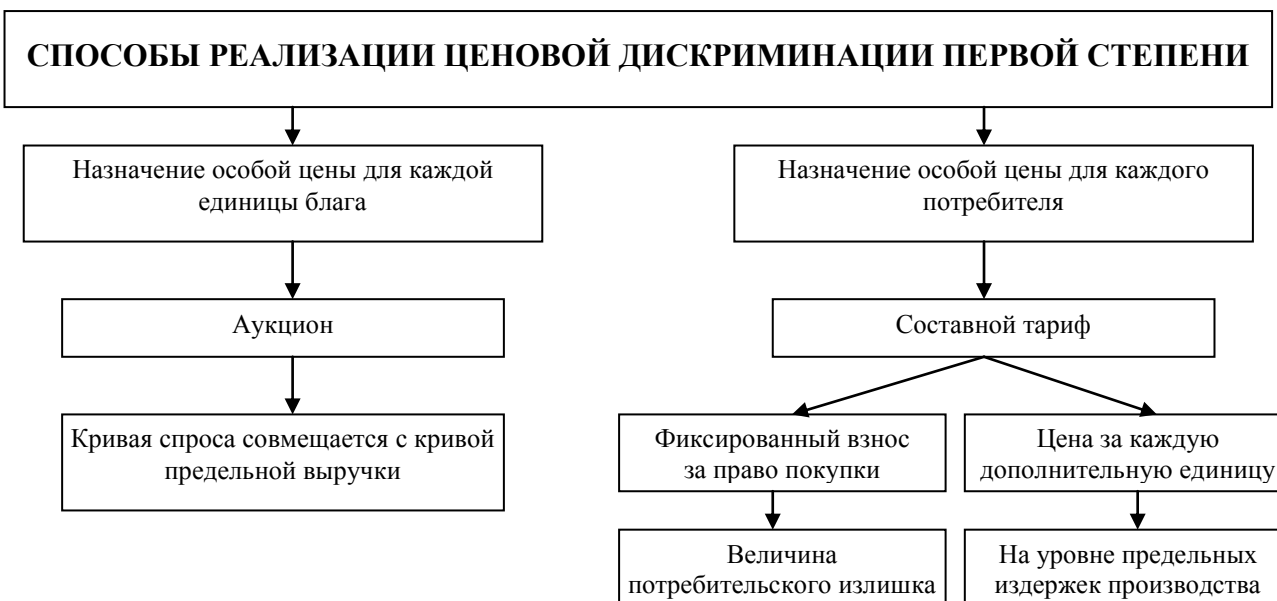 СПОСОБЫ РЕАЛИЗАЦИИ ЦЕНОВОЙ ДИСКРИМИНАЦИИ ПЕРВОЙ СТЕПЕНИ
Назначение особой цены для каждой
единицы блага
Назначение особой цены для каждого
потребителя
Аукцион
Составной тариф
Кривая спроса совмещается с кривой
предельной выручки
Фиксированный взнос
за право покупки
Цена за каждую
дополнительную единицу
Величина
потребительского излишка
На уровне предельных
издержек производства